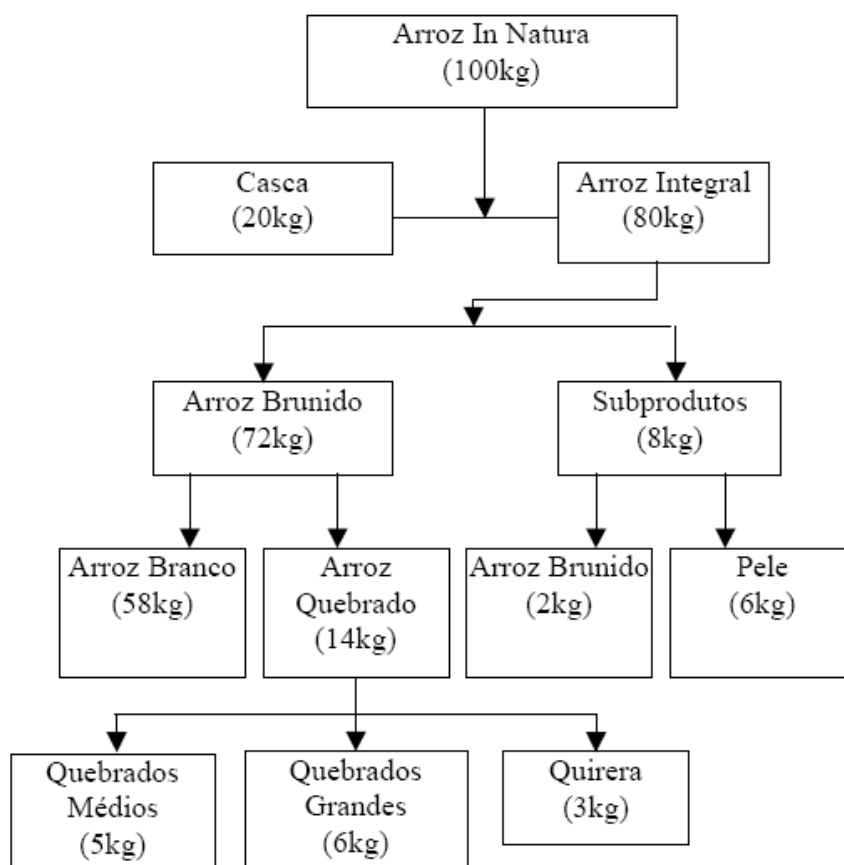 Arroz In Natura
(100kg)
Casca
(20kg)
Arroz Integral
(80kg)
Arroz Brunido
(72kg)
Subprodutos
(8kg)
Arroz Branco
(58kg)
Arroz
Quebrado
(14kg)
Arroz Brunido
(2kg)
Pele
(6kg)
Quebrados
Médios
(5kg)
Quebrados
Grandes
(6kg)
Quirera
(3kg)